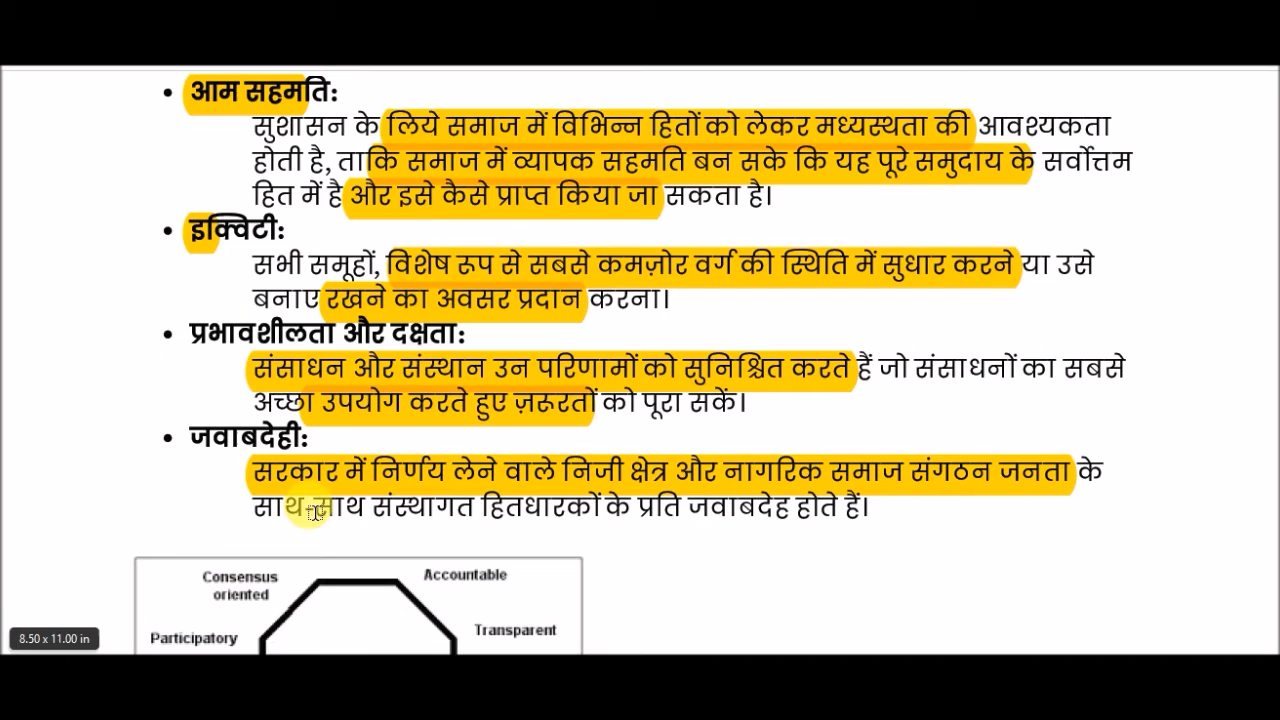 • आम सहमति:
सुशासन के लिये समाज में विभिन्न हितों को लेकर मध्यस्थता की आवश्यकता
होती है, ताकि समाज में व्यापक सहमति बन सके कि यह पूरे समुदाय के सर्वोत्तम
हित में है और इसे कैसे प्राप्त किया जा सकता है।
• इक्विटी:
सभी समूहों, विशेष रूप से सबसे कमज़ोर वर्ग की स्थिति में सुधार करने या उसे
बनाए रखने का अवसर प्रदान करना।
• प्रभावशीलता और दक्षता:
संसाधन और संस्थान उन परिणामों को सुनिश्चित करते हैं जो संसाधनों का सबसे
अच्छा उपयोग करते हुए ज़रूरतों को पूरा सकें।
• जवाबदेही:
सरकार में निर्णय लेने वाले निजी क्षेत्र और नागरिक समाज संगठन जनता के
साथ-साथ संस्थागत हितधारकों के प्रति जवाबदेह होते हैं।
Consensus
oriented
Accountable
Participatory
Transparent
8.50 x 11.00 in